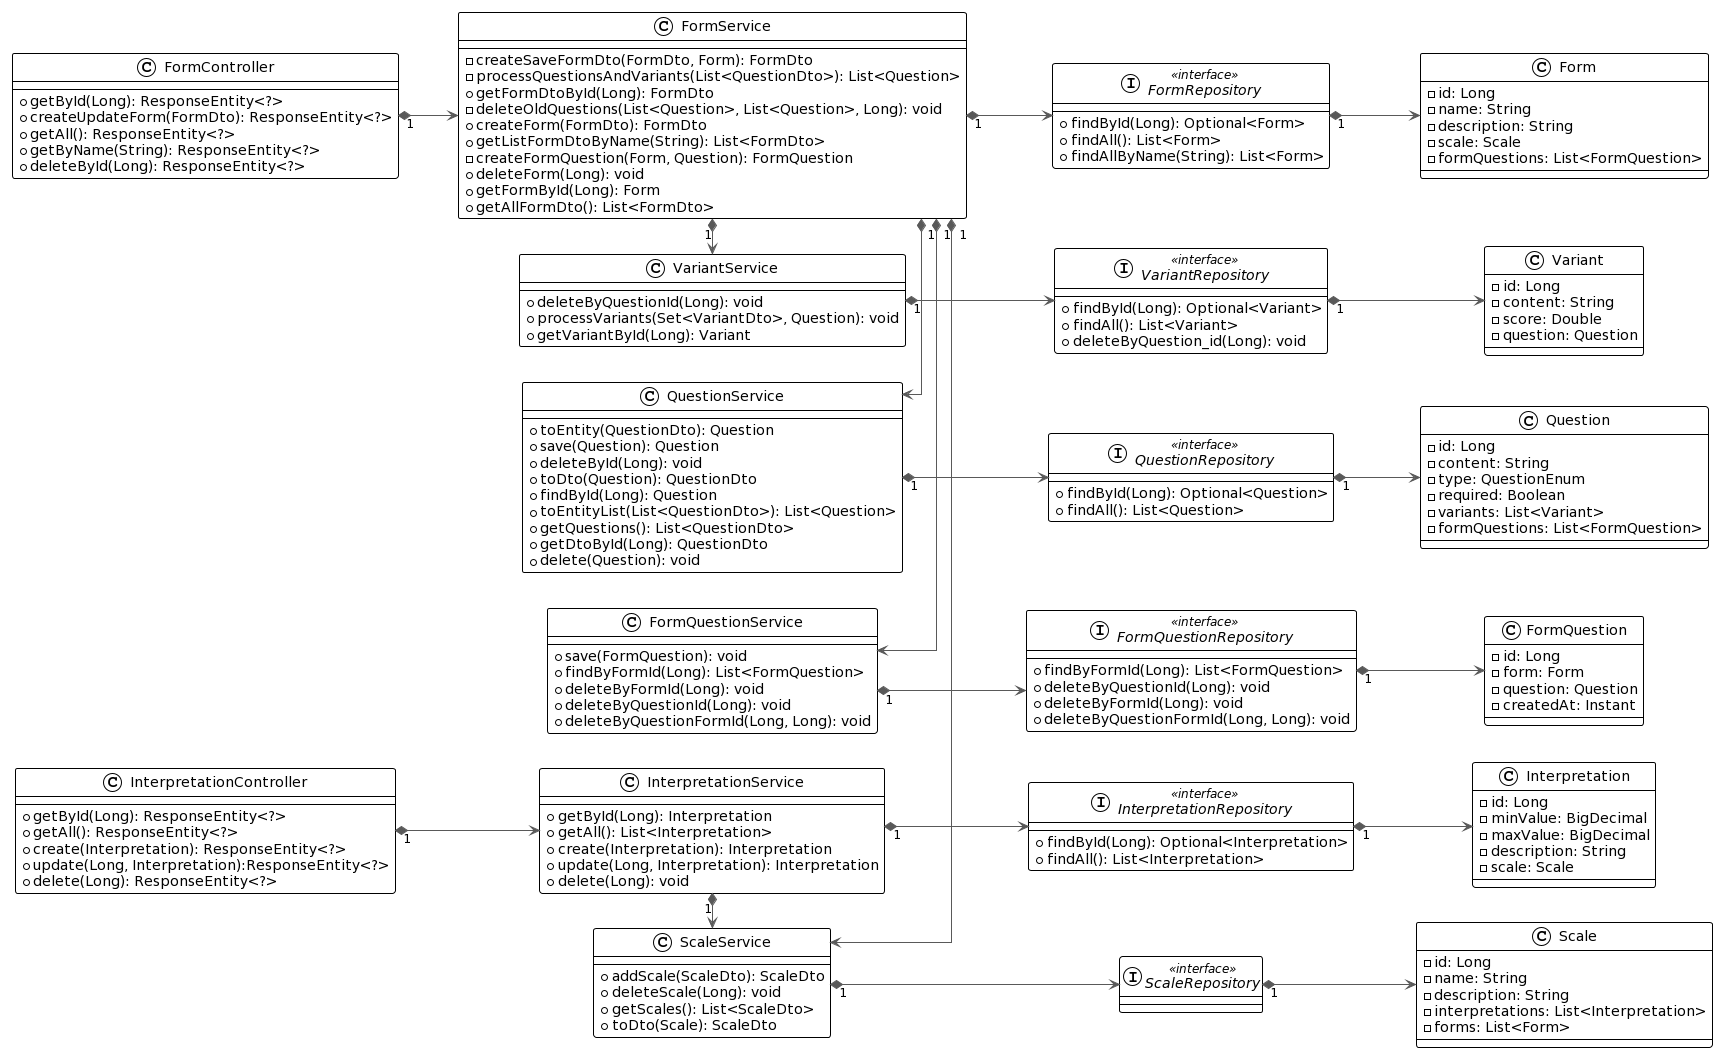 C FormController
getById(Long): ResponseEntity<?>
createUpdateForm(FormDto): ResponseEntity<?>
getAll(): ResponseEntity<?>
getByName(String): ResponseEntity<?>
deleteById(Long): ResponseEntity<?>
1
C FormService
createSaveFormDto(FormDto, Form): FormDto
processQuestionsAndVariants(List<QuestionDto>): List<Question>
getFormDtoById(Long): FormDto
deleteOldQuestions(List<Question>, List<Question>, Long): void
createForm(FormDto): FormDto
getListFormDtoByName(String): List<FormDto>
createFormQuestion(Form, Question): FormQuestion
deleteForm(Long): void
getFormById(Long): Form
getAllFormDto(): List<FormDto>
1
1
1
1
1
I «interface»
FormRepository
findById(Long): Optional<Form>
findAll(): List<Form>
findAllByName(String): List<Form>
1
C Form
id: Long
name: String
description: String
scale: Scale
formQuestions: List<FormQuestion>
C VariantService
deleteByQuestionId(Long): void
processVariants(Set<VariantDto>, Question): void
getVariantById(Long): Variant
1
I «interface»
VariantRepository
findById(Long): Optional<Variant>
findAll(): List<Variant>
deleteByQuestion_id(Long): void
1
C Variant
id: Long
content: String
score: Double
question: Question
C QuestionService
toEntity(QuestionDto): Question
save(Question): Question
deleteById(Long): void
toDto(Question): QuestionDto
findById(Long): Question
toEntityList(List<QuestionDto>): List<Question>
getQuestions(): List<QuestionDto>
getDtoById(Long): QuestionDto
delete(Question): void
1
I «interface»
QuestionRepository
findById(Long): Optional<Question>
findAll(): List<Question>
1
C Question
id: Long
content: String
type: QuestionEnum
required: Boolean
variants: List<Variant>
formQuestions: List<FormQuestion>
C FormQuestionService
save(FormQuestion): void
findByFormId(Long): List<FormQuestion>
deleteByFormId(Long): void
deleteByQuestionId(Long): void
deleteByQuestionFormId(Long, Long): void
1
I «interface»
FormQuestionRepository
findByFormId(Long): List<FormQuestion>
deleteByQuestionId(Long): void
deleteByFormId(Long): void
deleteByQuestionFormId(Long, Long): void
1
C FormQuestion
id: Long
form: Form
question: Question
createdAt: Instant
C InterpretationController
getById(Long): ResponseEntity<?>
getAll(): ResponseEntity<?>
create(Interpretation): ResponseEntity<?>
update(Long, Interpretation):ResponseEntity<?>
delete(Long): ResponseEntity<?>
1
C InterpretationService
getById(Long): Interpretation
getAll(): List<Interpretation>
create(Interpretation): Interpretation
update(Long, Interpretation): Interpretation
delete(Long): void
1
1
I «interface»
InterpretationRepository
findById(Long): Optional<Interpretation>
findAll(): List<Interpretation>
1
C Interpretation
id: Long
minValue: BigDecimal
maxValue: BigDecimal
description: String
scale: Scale
C ScaleService
addScale(ScaleDto): ScaleDto
deleteScale(Long): void
getScales(): List<ScaleDto>
toDto(Scale): ScaleDto
1
I «interface»
ScaleRepository
1
C Scale
id: Long
name: String
description: String
interpretations: List<Interpretation>
forms: List<Form>